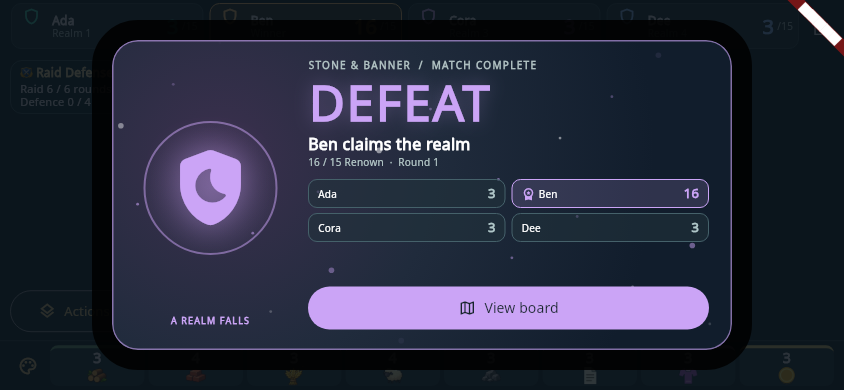 Ada
Realm 1
Ben
16
Cora
Dee
3 /15
Raid Defe
Raid 6 / 6 rou
Defence 0 / 4
STONE & BANNER / MATCH COMPLETE
DEFEAT
Ben claims the realm
16 / 15 Renown · Round 1
Ada 3
Ben 16
Cora 3
Dee 3
A REALM FALLS
View board
Actio
3
3